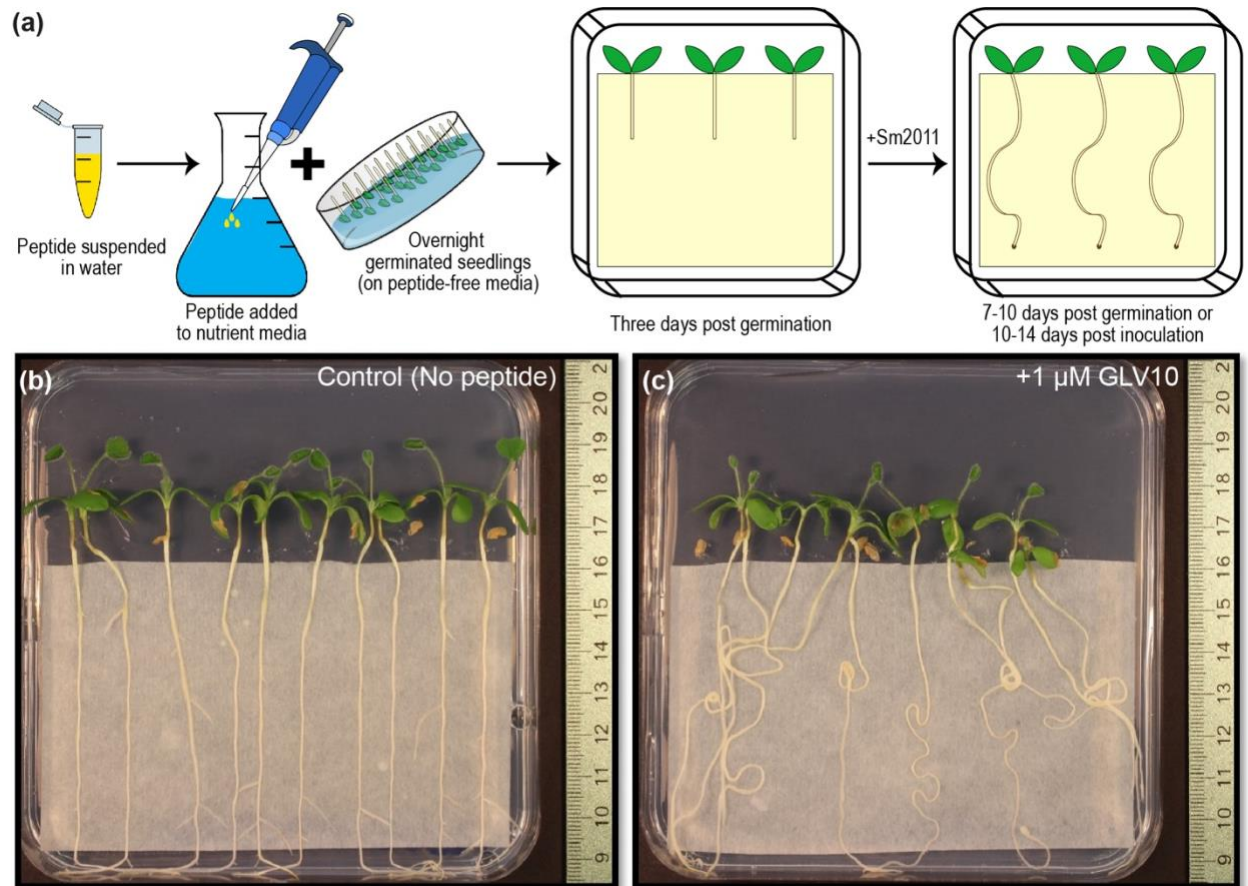 (a)
+Sm2011
Peptide suspended
in water
Peptide added
to nutrient media
Overnight
germinated seedlings
(on peptide-free media)
Three days post germination
7-10 days post germination or
10-14 days post inoculation
(b)
Control (No peptide)
2
20
19
18
17
16
15
14
13
12
11
10
9
(c)
+1 µM GLV10
2
20
19
18
17
16
15
14
13
12
11
10
9